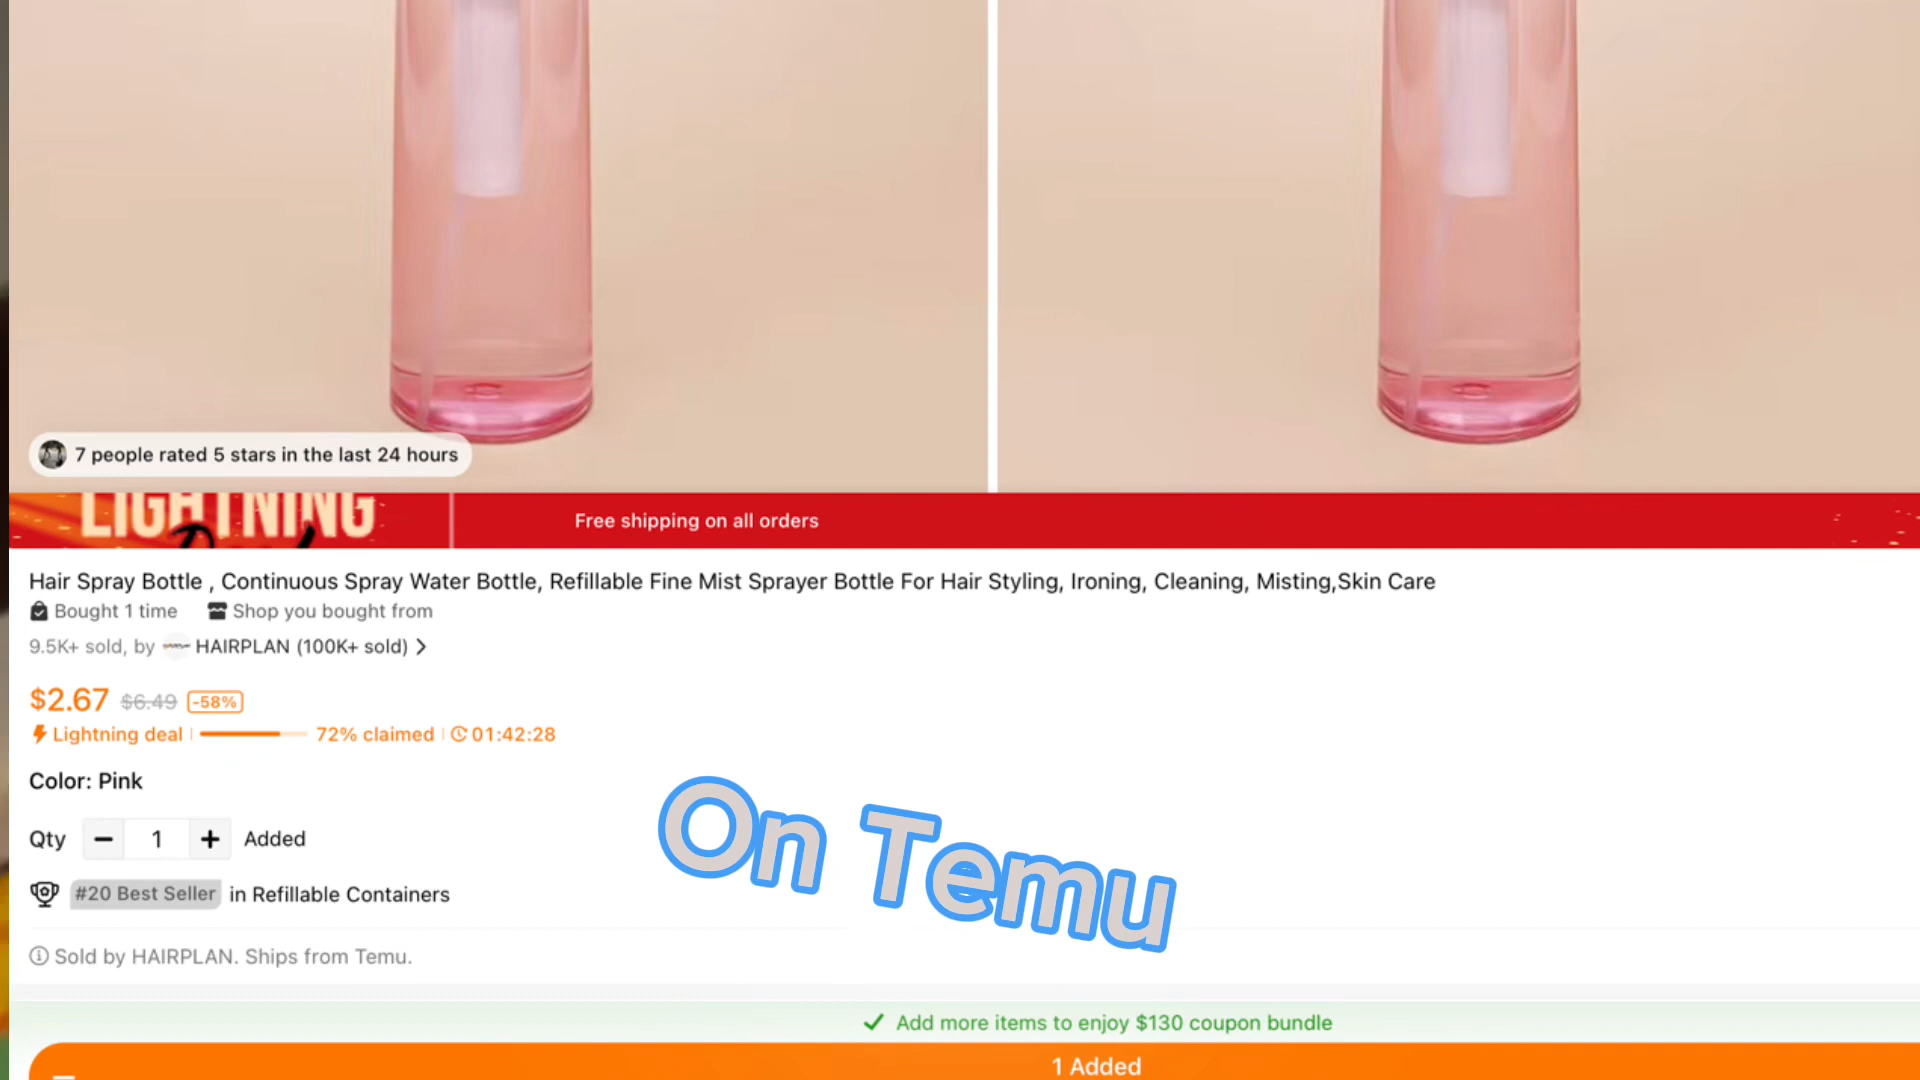 7 people rated 5 stars in the last 24 hours
LIGHTNING
Free shipping on all orders
Hair Spray Bottle , Continuous Spray Water Bottle, Refillable Fine Mist Sprayer Bottle For Hair Styling, Ironing, Cleaning, Misting,Skin Care
Bought 1 time Shop you bought from
9.5K+ sold, by HAIRPLAN (100K+ sold) >
$2.67 $6.49 -58%
Lightning deal | 72% claimed | 01:42:28
Color: Pink
Qty − 1 + Added
On Temu
#20 Best Seller in Refillable Containers
Sold by HAIRPLAN. Ships from Temu.
Add more items to enjoy $130 coupon bundle
1 Added